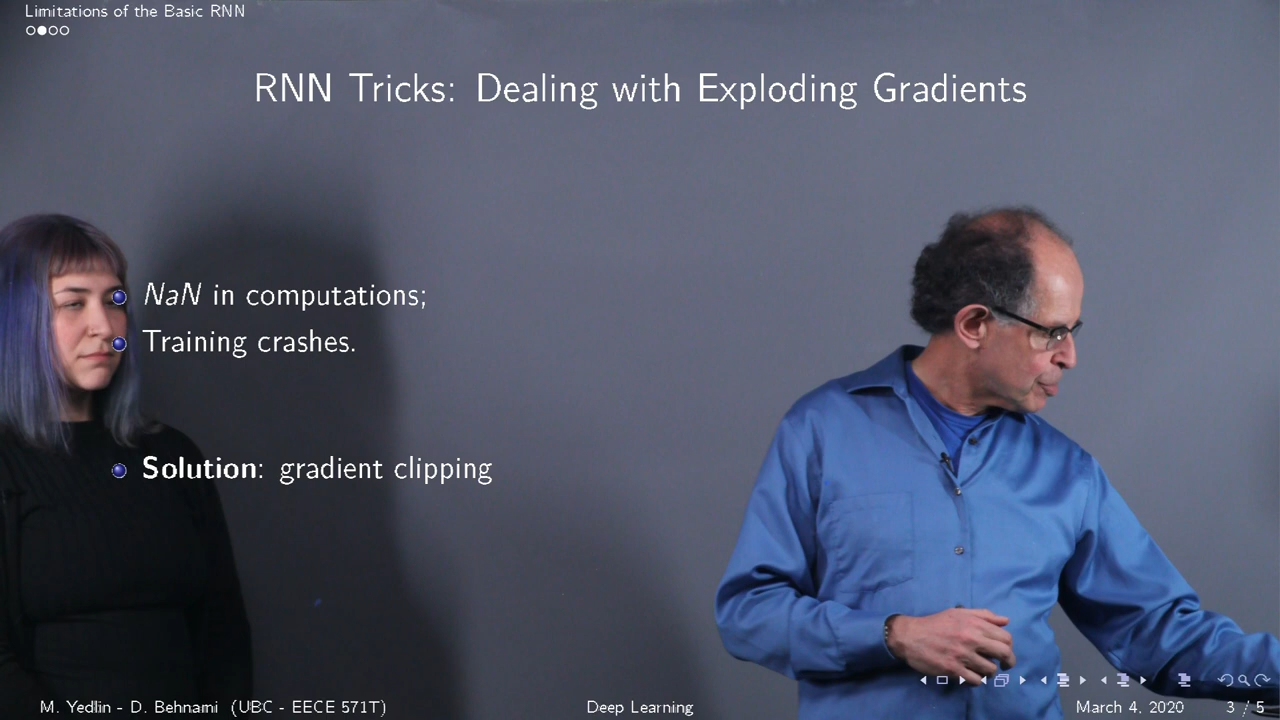 Limitations of the Basic RNN
RNN Tricks: Dealing with Exploding Gradients
NaN in computations;
Training crashes.
Solution: gradient clipping
M. Yedlin - D. Behnami (UBC - EECE 571T)
Deep Learning
March 4, 2020
3 / 5